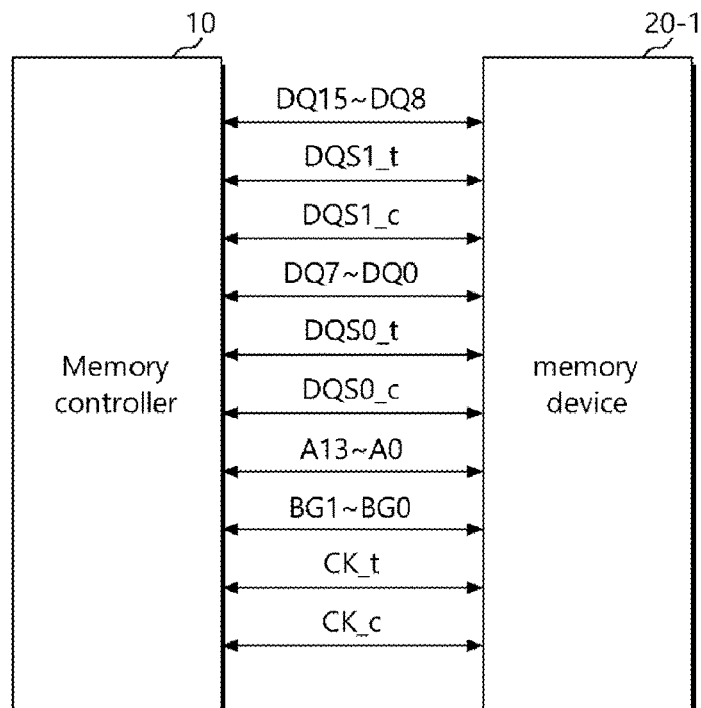 10
20-1
DQ15~DQ8
DQS1_t
DQS1_c
DQ7~DQ0
DQS0_t
DQS0_c
A13~A0
BG1~BG0
CK_t
CK_c
Memory
controller
memory
device